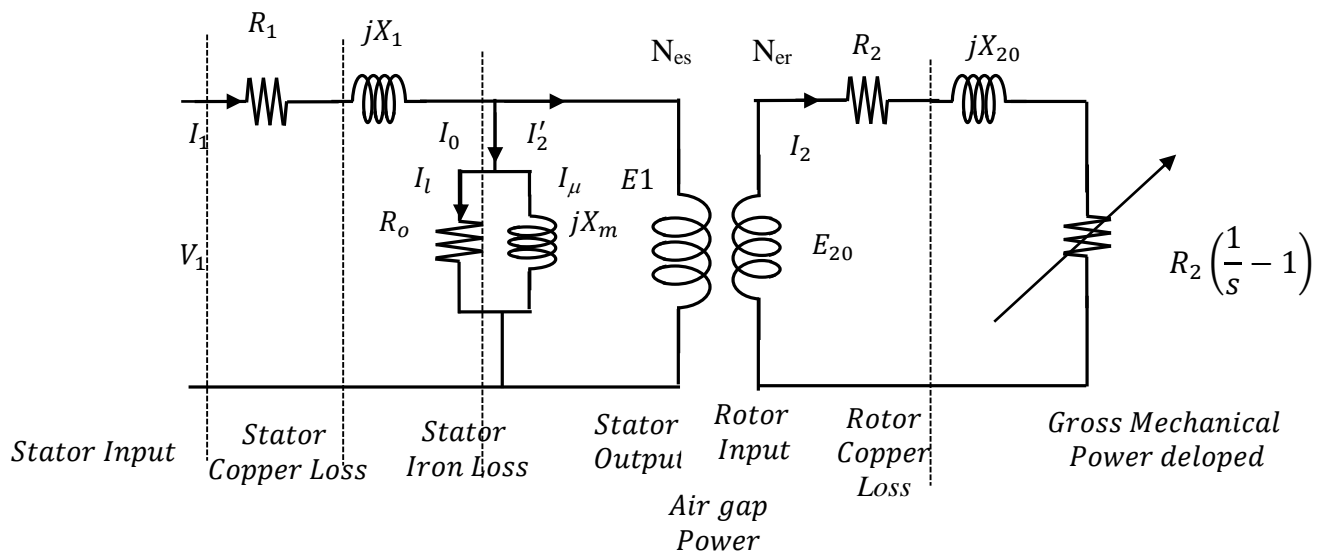 R₁
jX₁
Nes
Ner
R₂
jX₂₀
I₁
I₀
I₂′
I₂
Iₗ
Iμ
E1
Rₒ
jXₘ
E₂₀
V₁
R₂(1/s − 1)
Stator Input
Stator
Copper Loss
Stator
Iron Loss
Stator
Output
Rotor
Input
Air gap
Power
Rotor
Copper
Loss
Gross Mechanical
Power deloped